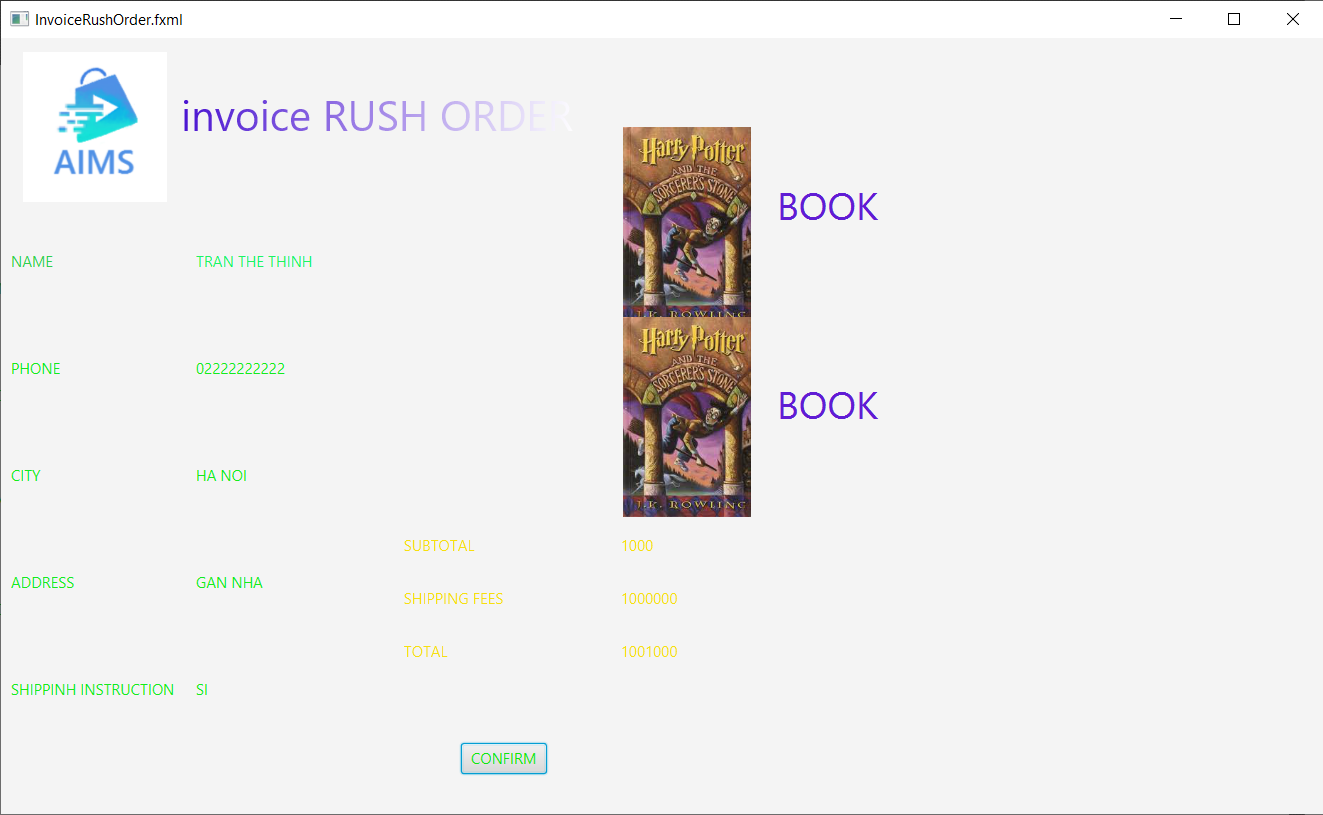 InvoiceRushOrder.fxml
AIMS
invoice RUSH ORDER
Harry Potter
AND THE
SORCERER'S STONE
J.K. ROWLING
BOOK
NAME TRAN THE THINH
Harry Potter
AND THE
SORCERER'S STONE
J.K. ROWLING
BOOK
PHONE 02222222222
CITY HA NOI
SUBTOTAL 1000
ADDRESS GAN NHA
SHIPPING FEES 1000000
TOTAL 1001000
SHIPPINH INSTRUCTION SI
CONFIRM